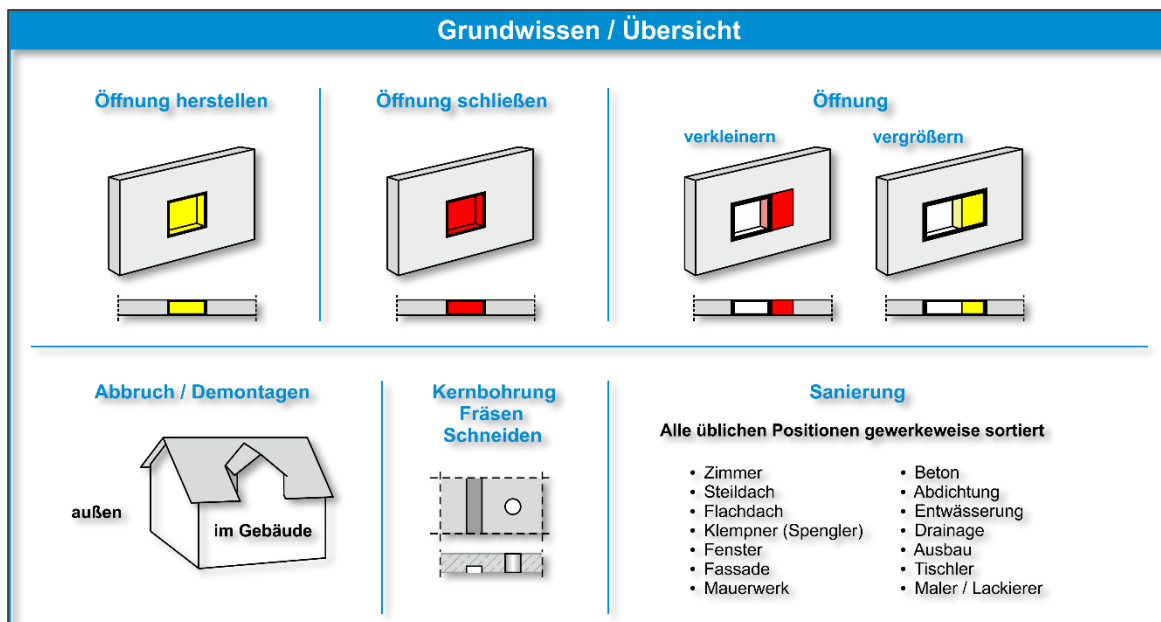 Grundwissen / Übersicht
Öffnung herstellen
Öffnung schließen
Öffnung
verkleinern
vergrößern
Abbruch / Demontagen
außen
im Gebäude
Kernbohrung
Fräsen
Schneiden
Sanierung
Alle üblichen Positionen gewerkeweise sortiert
• Zimmer
• Steildach
• Flachdach
• Klempner (Spengler)
• Fenster
• Fassade
• Mauerwerk
• Beton
• Abdichtung
• Entwässerung
• Drainage
• Ausbau
• Tischler
• Maler / Lackierer